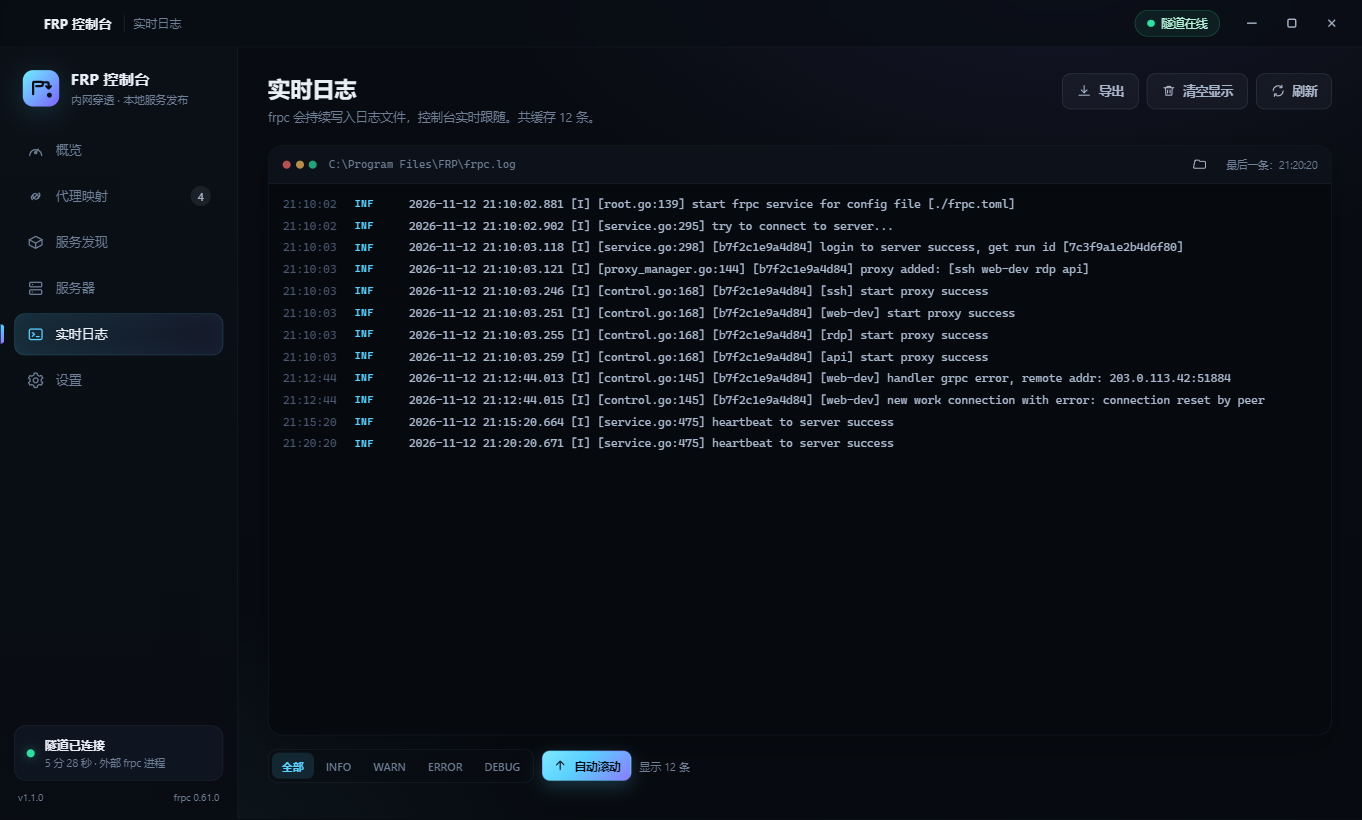 FRP 控制台 实时日志
隧道在线
FRP 控制台
内网穿透 · 本地服务发布
概览
代理映射 4
服务发现
服务器
实时日志
设置
隧道已连接
5 分 28 秒 · 外部 frpc 进程
v1.1.0 frpc 0.61.0
实时日志
frpc 会持续写入日志文件，控制台实时跟随。共缓存 12 条。
导出 清空显示 刷新
C:\Program Files\FRP\frpc.log 最后一条：21:20:20
21:10:02 INF 2026-11-12 21:10:02.881 [I] [root.go:139] start frpc service for config file [./frpc.toml]
21:10:02 INF 2026-11-12 21:10:02.902 [I] [service.go:295] try to connect to server...
21:10:03 INF 2026-11-12 21:10:03.118 [I] [service.go:298] [b7f2c1e9a4d84] login to server success, get run id [7c3f9a1e2b4d6f80]
21:10:03 INF 2026-11-12 21:10:03.121 [I] [proxy_manager.go:144] [b7f2c1e9a4d84] proxy added: [ssh web-dev rdp api]
21:10:03 INF 2026-11-12 21:10:03.246 [I] [control.go:168] [b7f2c1e9a4d84] [ssh] start proxy success
21:10:03 INF 2026-11-12 21:10:03.251 [I] [control.go:168] [b7f2c1e9a4d84] [web-dev] start proxy success
21:10:03 INF 2026-11-12 21:10:03.255 [I] [control.go:168] [b7f2c1e9a4d84] [rdp] start proxy success
21:10:03 INF 2026-11-12 21:10:03.259 [I] [control.go:168] [b7f2c1e9a4d84] [api] start proxy success
21:12:44 INF 2026-11-12 21:12:44.013 [I] [control.go:145] [b7f2c1e9a4d84] [web-dev] handler grpc error, remote addr: 203.0.113.42:51884
21:12:44 INF 2026-11-12 21:12:44.015 [I] [control.go:145] [b7f2c1e9a4d84] [web-dev] new work connection with error: connection reset by peer
21:15:20 INF 2026-11-12 21:15:20.664 [I] [service.go:475] heartbeat to server success
21:20:20 INF 2026-11-12 21:20:20.671 [I] [service.go:475] heartbeat to server success
全部 INFO WARN ERROR DEBUG 自动滚动 显示 12 条